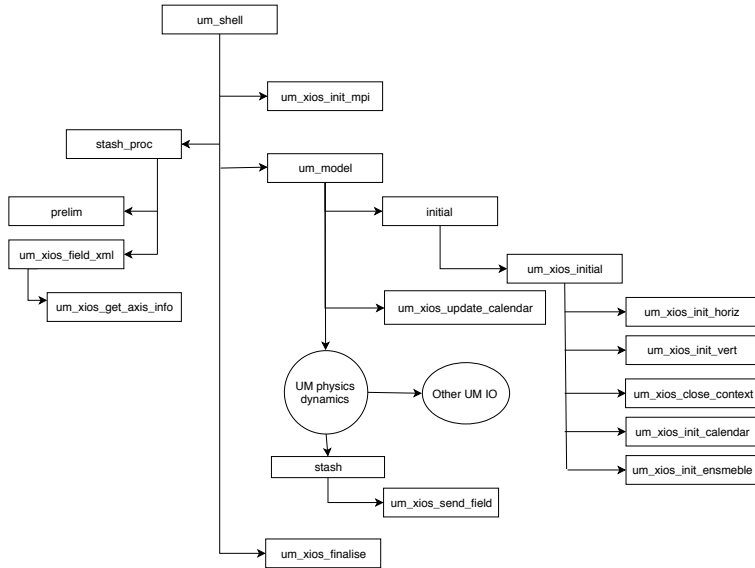 um_shell
um_xios_init_mpi
stash_proc
um_model
prelim
initial
um_xios_field_xml
um_xios_initial
um_xios_get_axis_info
um_xios_update_calendar
um_xios_init_horiz
um_xios_init_vert
UM physics
dynamics
Other UM IO
um_xios_close_context
um_xios_init_calendar
stash
um_xios_init_ensmeble
um_xios_send_field
um_xios_finalise